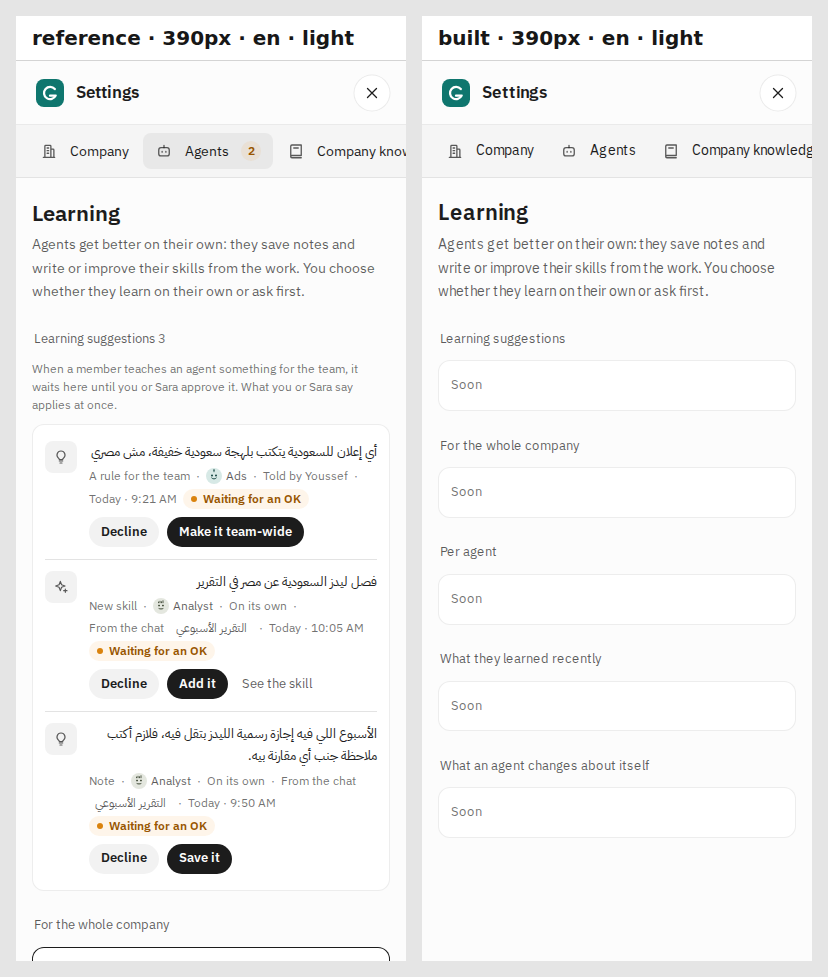 reference · 390px · en · light
Settings
Company
Agents 2
Company know
Learning
Agents get better on their own: they save notes and
write or improve their skills from the work. You choose
whether they learn on their own or ask first.
Learning suggestions 3
When a member teaches an agent something for the team, it
waits here until you or Sara approve it. What you or Sara say
applies at once.
أي إعلان للسعودية يتكتب بلهجة سعودية خفيفة، مش مصري
A rule for the team · Ads · Told by Youssef ·
Today · 9:21 AM Waiting for an OK
Decline Make it team-wide
فصل ليدز السعودية عن مصر في التقرير
New skill · Analyst · On its own ·
From the chat التقرير الأسبوعي · Today · 10:05 AM
Waiting for an OK
Decline Add it See the skill
الأسبوع اللي فيه إجازة رسمية الليدز بتقل فيه، فلازم أكتب
ملاحظة جنب أي مقارنة بيه.
Note · Analyst · On its own · From the chat
التقرير الأسبوعي · Today · 9:50 AM
Waiting for an OK
Decline Save it
For the whole company
built · 390px · en · light
Settings
Company
Agents
Company knowledg
Learning
Agents get better on their own: they save notes and
write or improve their skills from the work. You choose
whether they learn on their own or ask first.
Learning suggestions
Soon
For the whole company
Soon
Per agent
Soon
What they learned recently
Soon
What an agent changes about itself
Soon